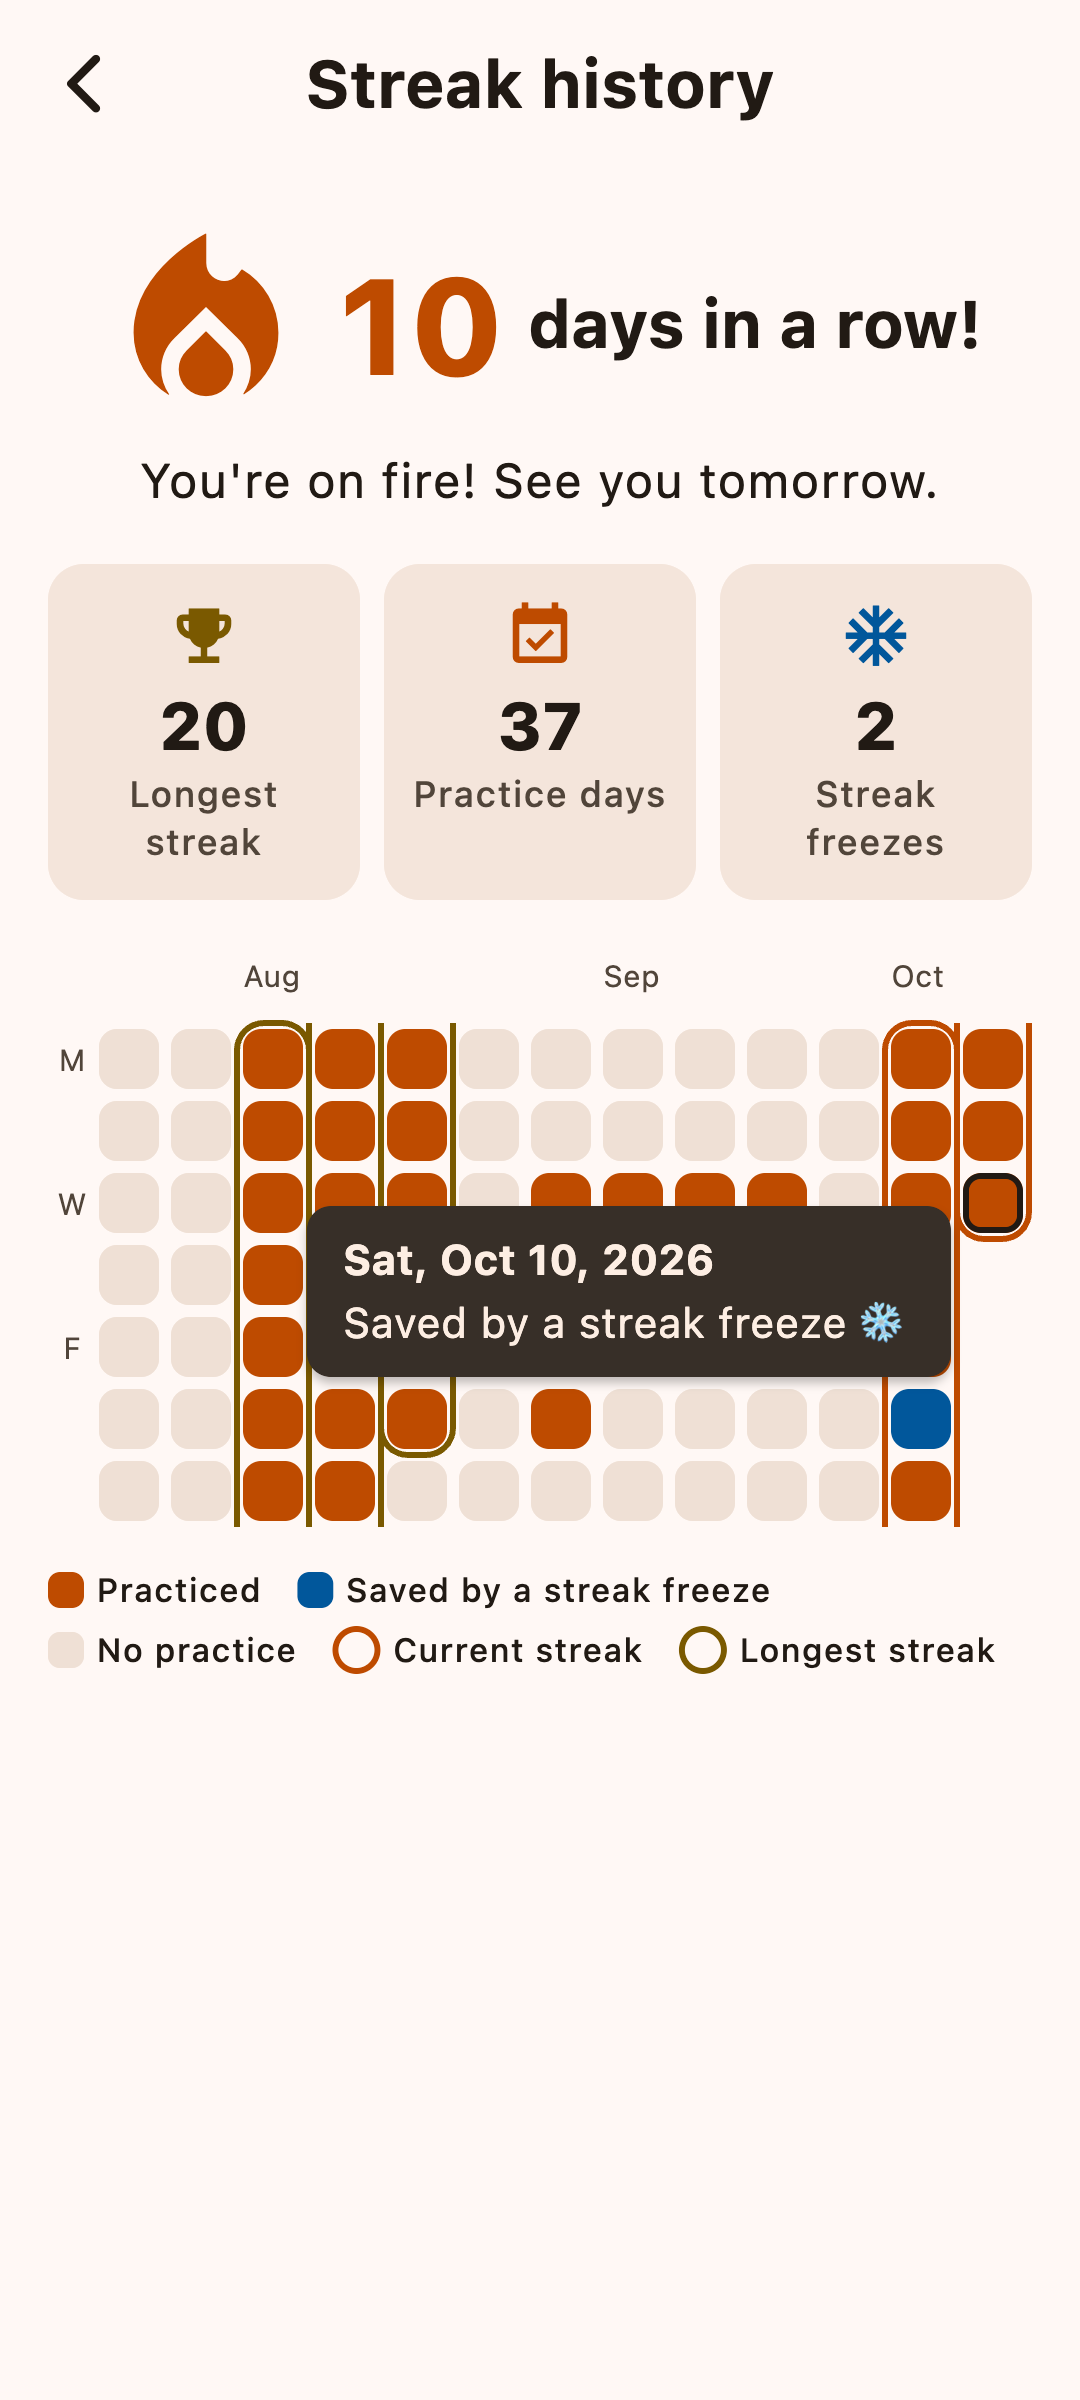 Streak history
10 days in a row!
You're on fire! See you tomorrow.
20
Longest
streak
37
Practice days
2
Streak
freezes
Aug Sep Oct
M
W
Sat, Oct 10, 2026
Saved by a streak freeze ❄️
F
Practiced Saved by a streak freeze
No practice Current streak Longest streak